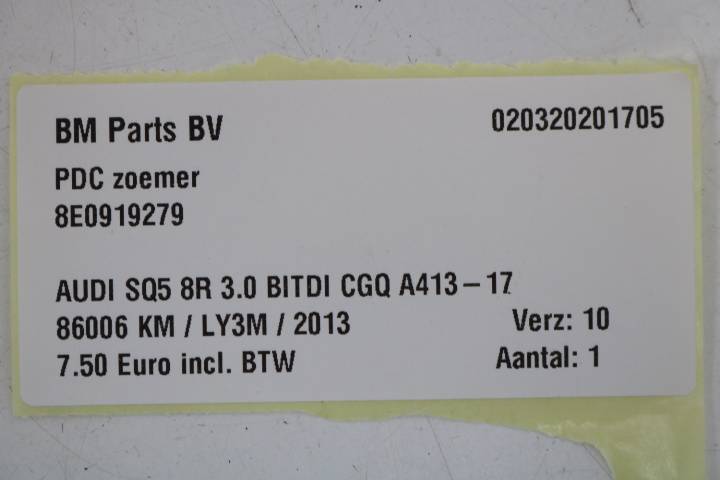 BM Parts BV 020320201705
PDC zoemer
8E0919279
AUDI SQ5 8R 3.0 BITDI CGQ A413-17
86006 KM / LY3M / 2013 Verz: 10
7.50 Euro incl. BTW Aantal: 1